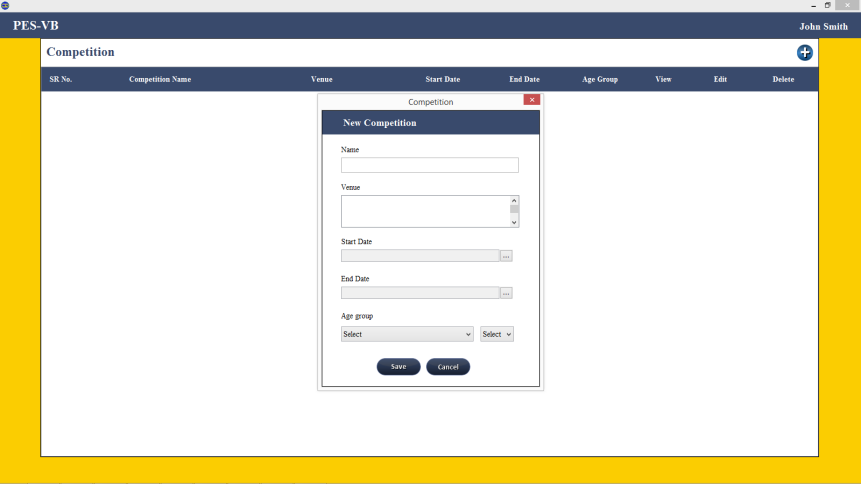 PES-VB
John Smith
Competition
SR No. Competition Name Venue Start Date End Date Age Group View Edit Delete
Competition
New Competition
Name
Venue
Start Date
...
End Date
...
Age group
Select Select
Save Cancel